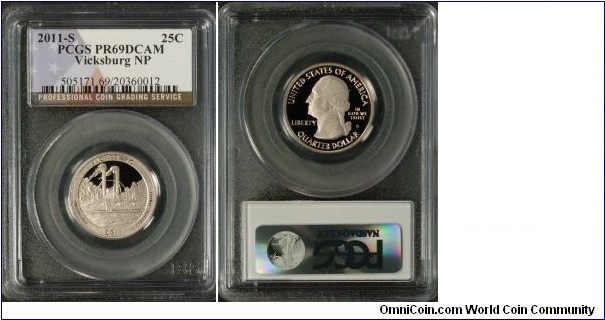 2011-S 25C
PCGS PR69DCAM
Vicksburg NP
505171.69/20360012
PROFESSIONAL COIN GRADING SERVICE
UNITED STATES OF AMERICA
LIBERTY
IN
GOD WE
TRUST
S
QUARTER DOLLAR
PCGS
OmniCoin.com World Coin Community